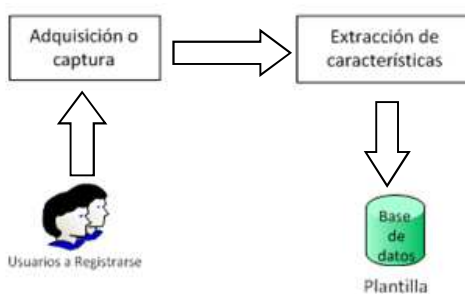 Adquisición o
captura
Extracción de
características
Usuarios a Registrarse
Base
de
datos
Plantilla